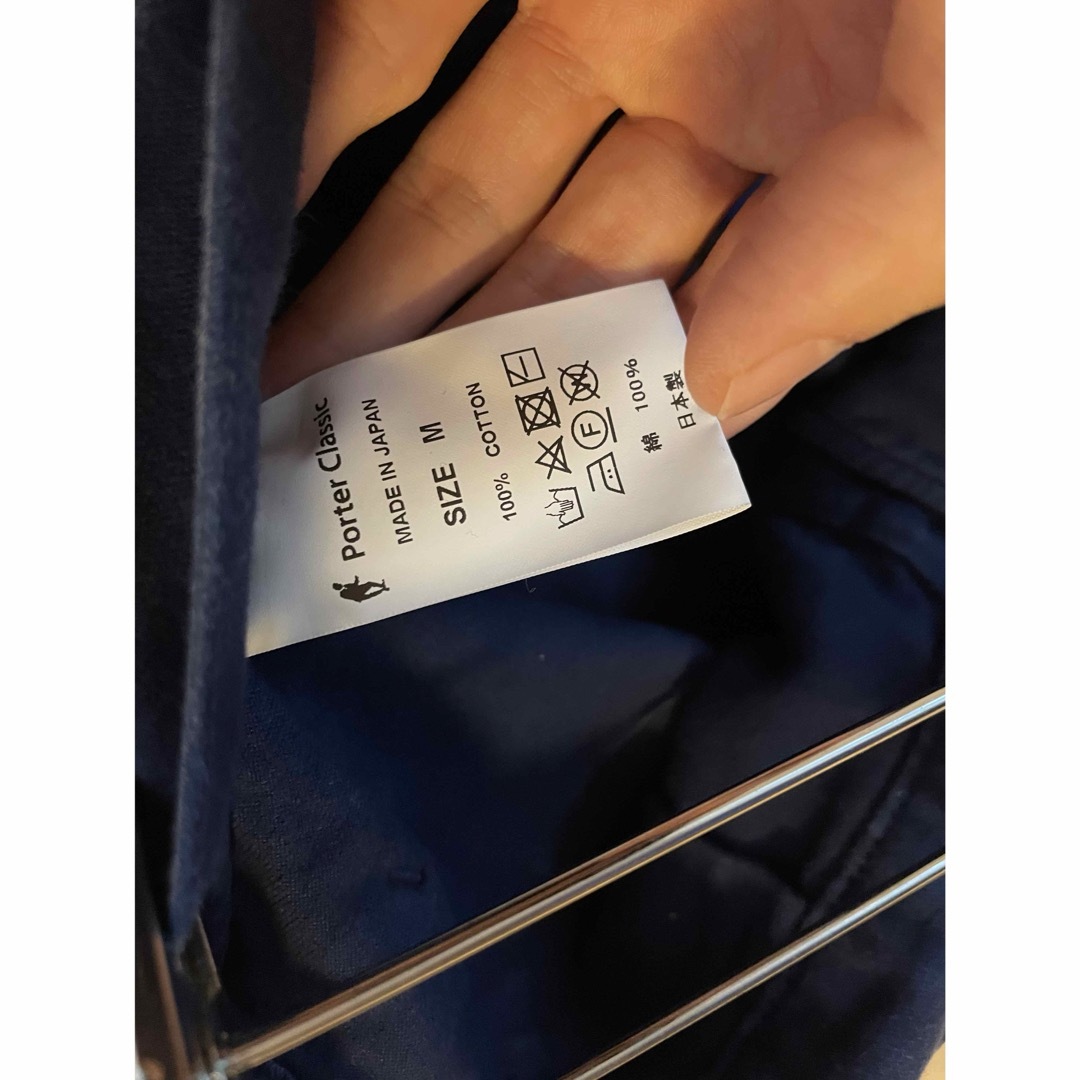 Porter Classic
MADE IN JAPAN
SIZE M
100% COTTON
F
W
綿 100%
日本製